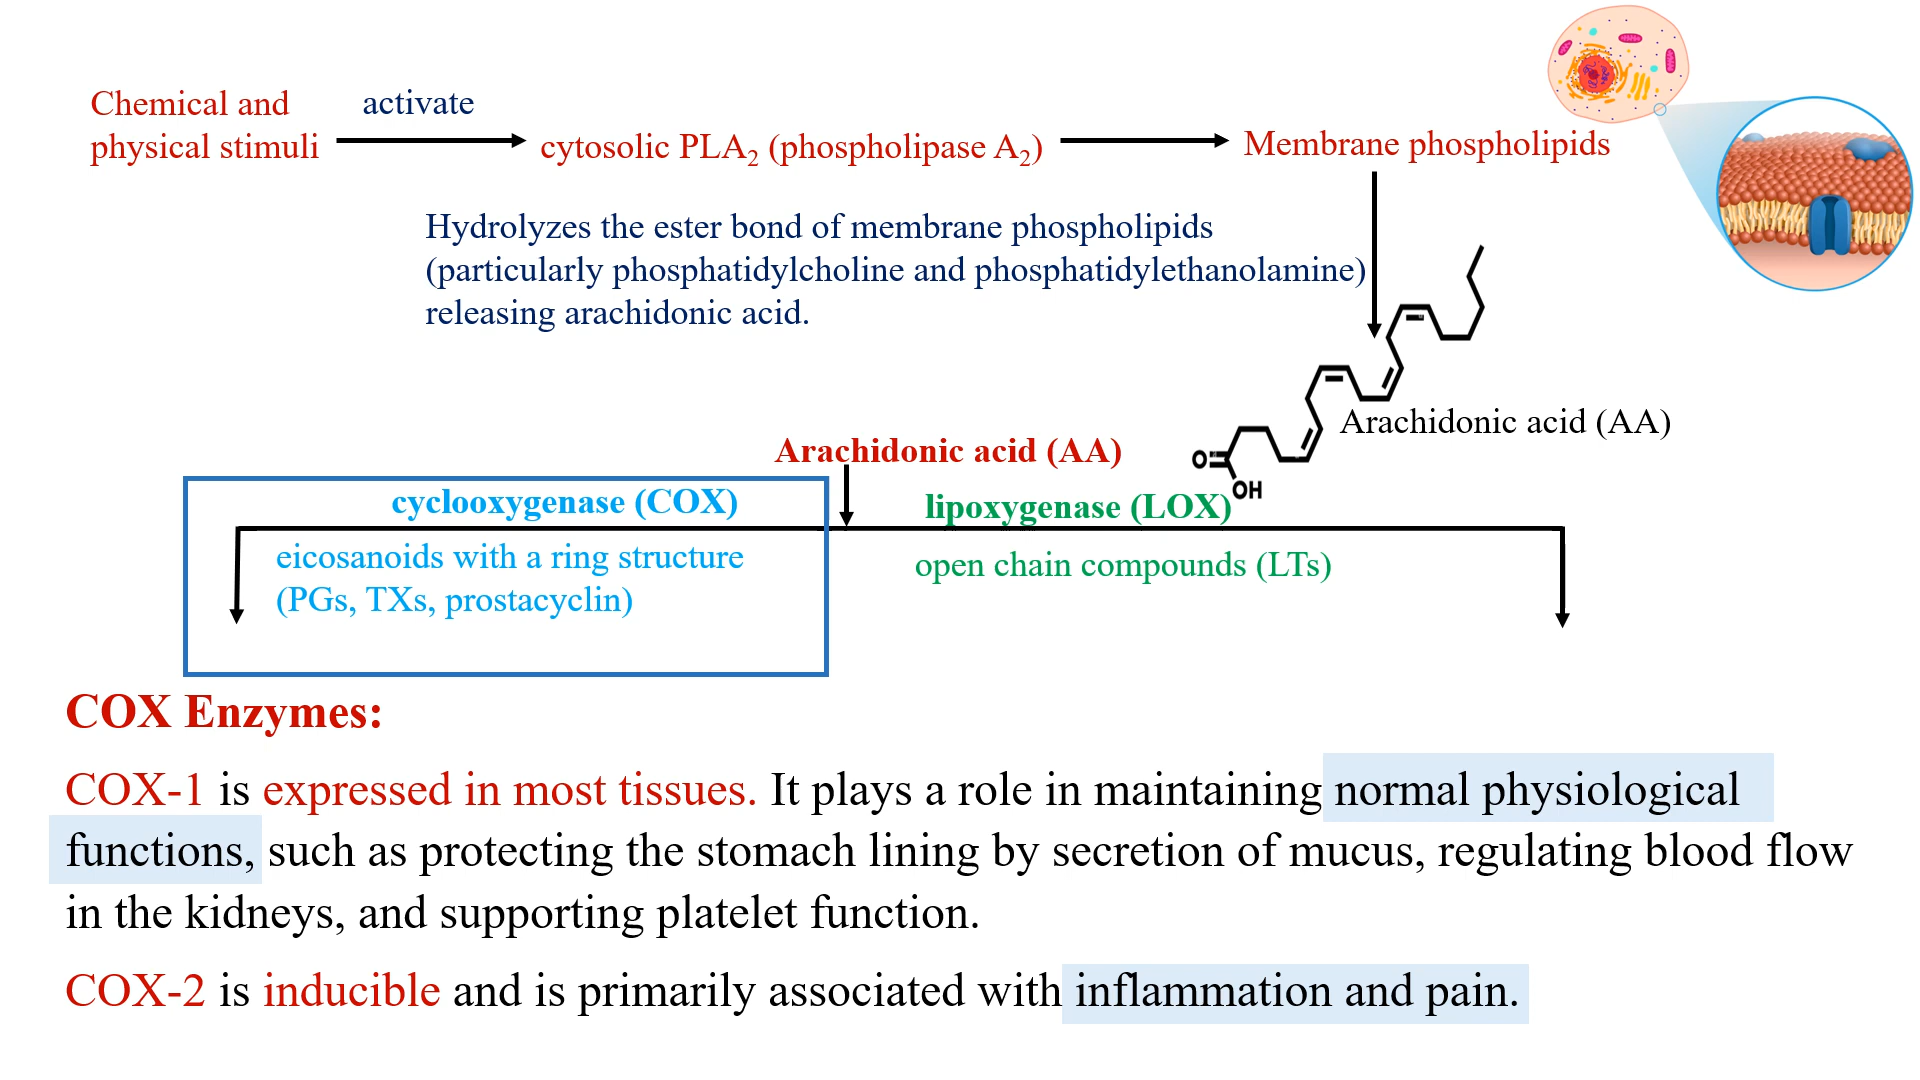 Chemical and
physical stimuli
activate
cytosolic PLA₂ (phospholipase A₂)
Membrane phospholipids
Hydrolyzes the ester bond of membrane phospholipids
(particularly phosphatidylcholine and phosphatidylethanolamine)
releasing arachidonic acid.
Arachidonic acid (AA)
O
OH
Arachidonic acid (AA)
cyclooxygenase (COX)
lipoxygenase (LOX)
eicosanoids with a ring structure
(PGs, TXs, prostacyclin)
open chain compounds (LTs)
COX Enzymes:
COX-1 is expressed in most tissues. It plays a role in maintaining normal physiological
functions, such as protecting the stomach lining by secretion of mucus, regulating blood flow
in the kidneys, and supporting platelet function.
COX-2 is inducible and is primarily associated with inflammation and pain.